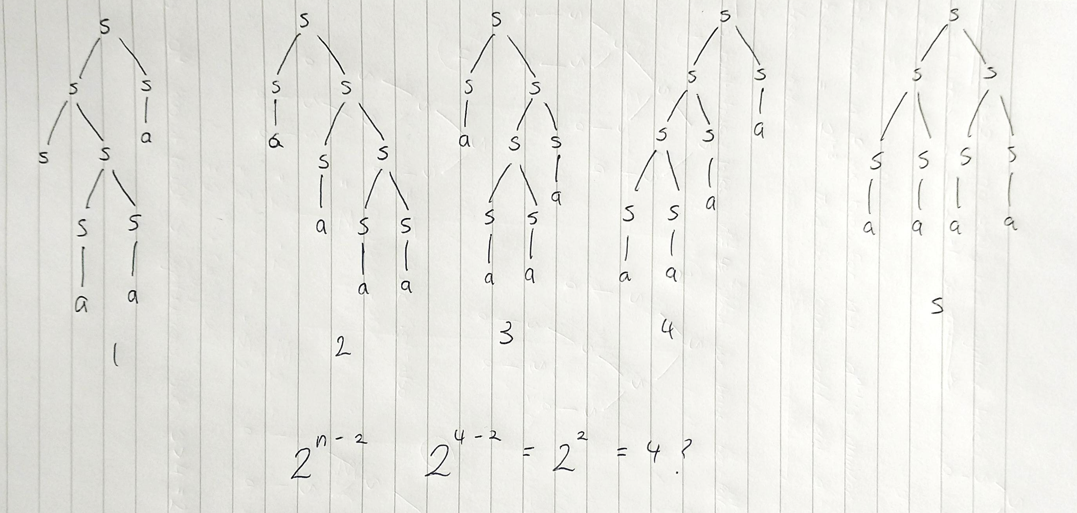 S S S S S
S S S S S S S S S S
S S a a S S a S S S S a S S S S
S S a S S S S a S S a a a a a
a a a a a a a a
1 2 3 4 5
2^{n-2} 2^{4-2} = 2^2 = 4 ?